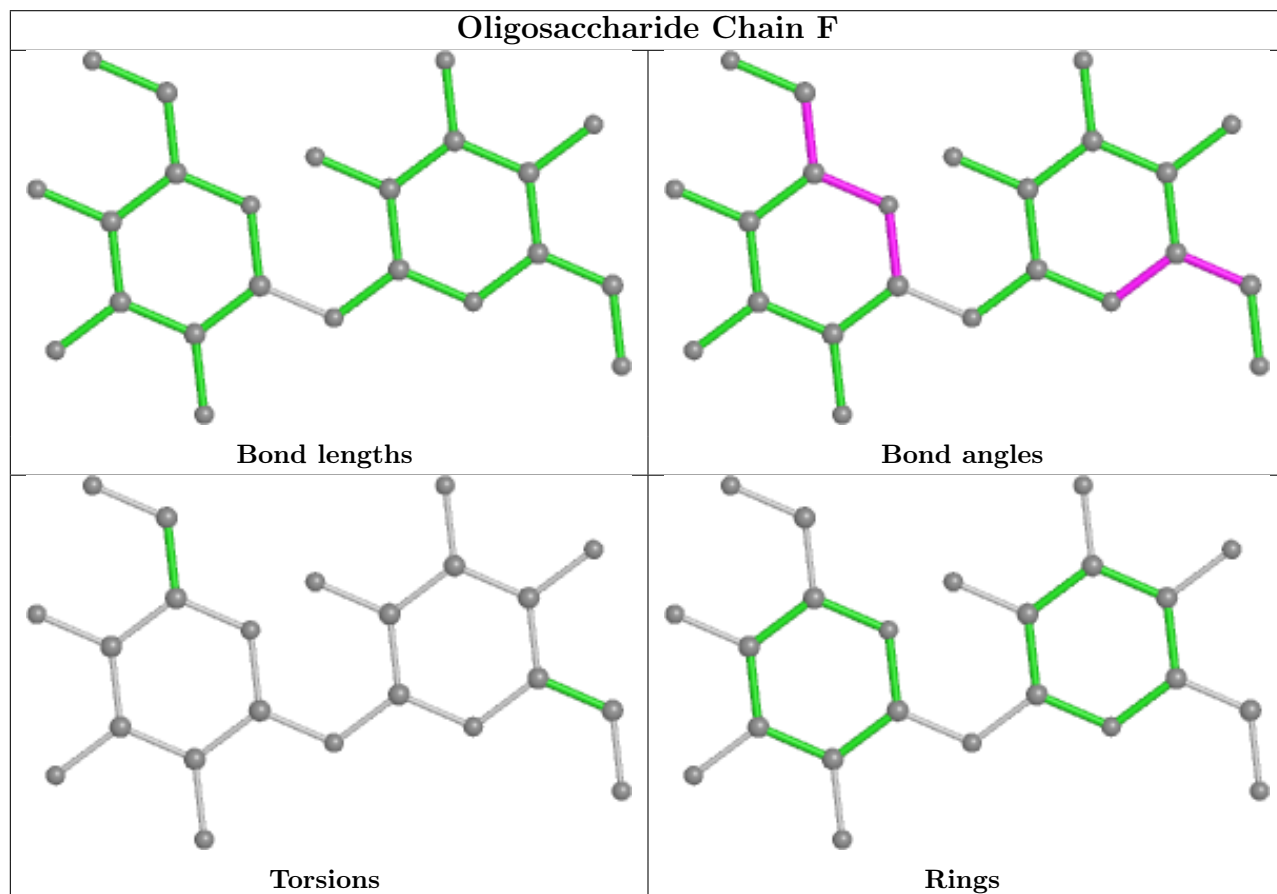 Oligosaccharide Chain F
Bond lengths
Bond angles
Torsions
Rings